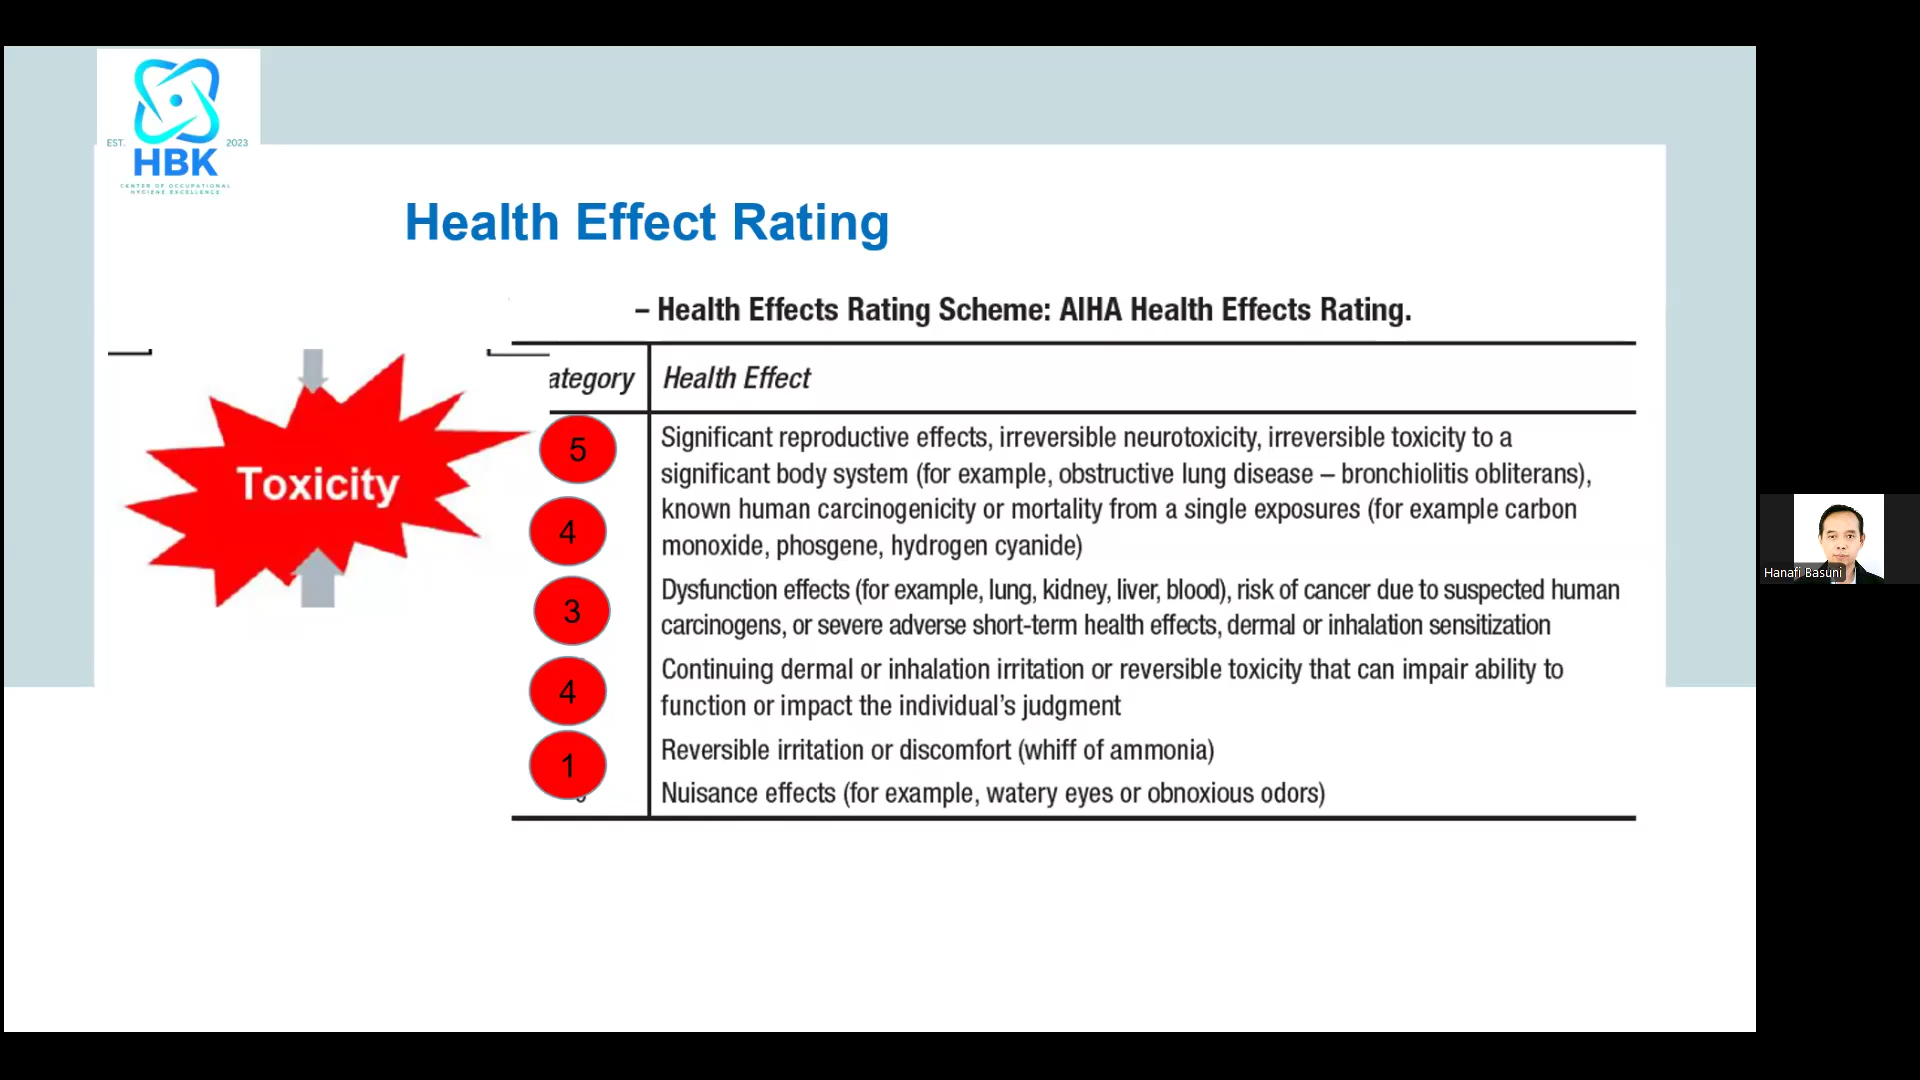 EST. 2023
HBK
CENTER OF OCCUPATIONAL
HYGIENE EXCELLENCE
Health Effect Rating
– Health Effects Rating Scheme: AIHA Health Effects Rating.
ategory Health Effect
Toxicity
5 Significant reproductive effects, irreversible neurotoxicity, irreversible toxicity to a
significant body system (for example, obstructive lung disease – bronchiolitis obliterans),
4 known human carcinogenicity or mortality from a single exposures (for example carbon
monoxide, phosgene, hydrogen cyanide)
3 Dysfunction effects (for example, lung, kidney, liver, blood), risk of cancer due to suspected human
carcinogens, or severe adverse short-term health effects, dermal or inhalation sensitization
4 Continuing dermal or inhalation irritation or reversible toxicity that can impair ability to
function or impact the individual’s judgment
1 Reversible irritation or discomfort (whiff of ammonia)
Nuisance effects (for example, watery eyes or obnoxious odors)
Hanafi Basuni